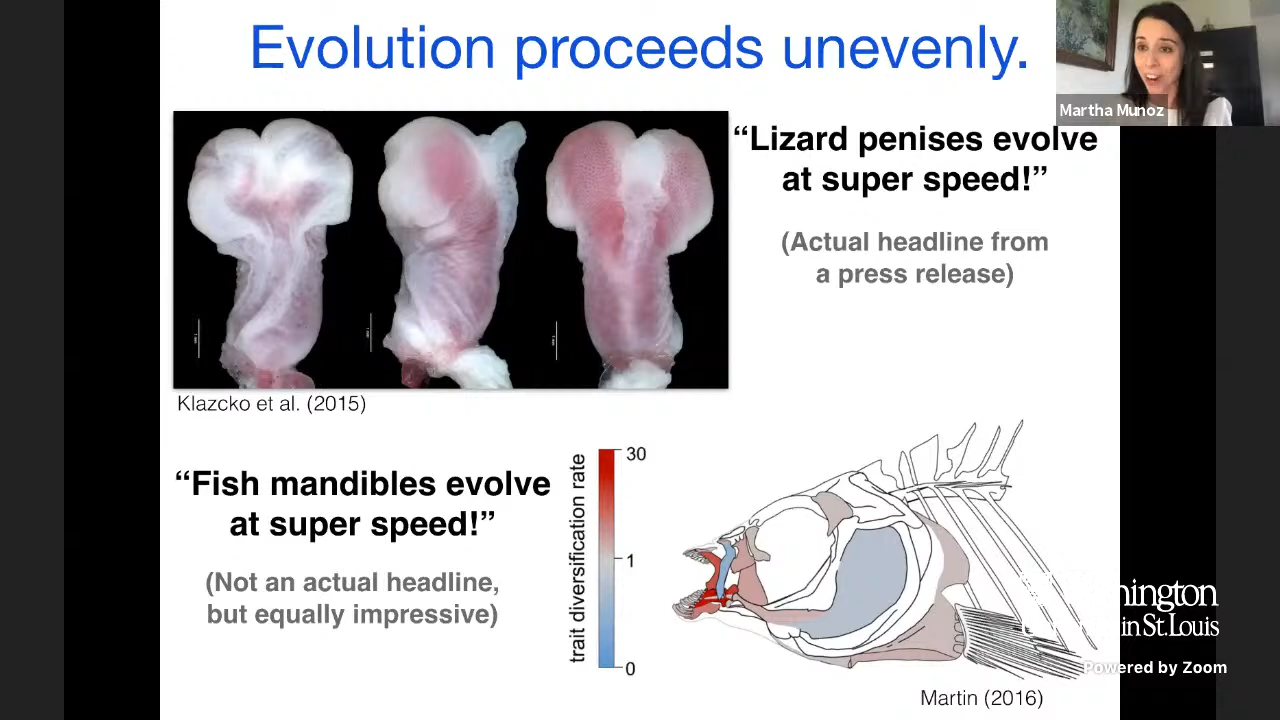 Evolution proceeds unevenly.
Martha Munoz
“Lizard penises evolve
at super speed!”
(Actual headline from
a press release)
Klazcko et al. (2015)
“Fish mandibles evolve
at super speed!”
(Not an actual headline,
but equally impressive)
trait diversification rate
30
1
0
in St. Louis
Powered by Zoom
Martin (2016)